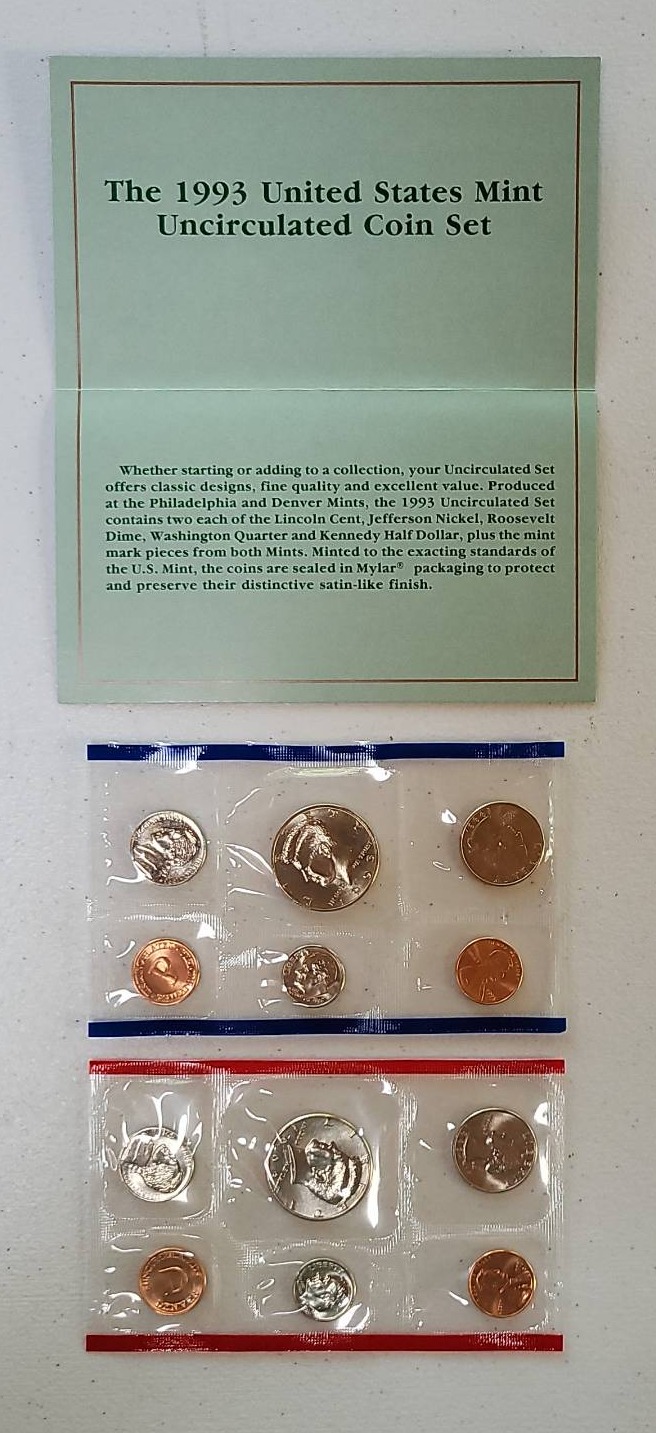 The 1993 United States Mint
Uncirculated Coin Set
Whether starting or adding to a collection, your Uncirculated Set
offers classic designs, fine quality and excellent value. Produced
at the Philadelphia and Denver Mints, the 1993 Uncirculated Set
contains two each of the Lincoln Cent, Jefferson Nickel, Roosevelt
Dime, Washington Quarter and Kennedy Half Dollar, plus the mint
mark pieces from both Mints. Minted to the exacting standards of
the U.S. Mint, the coins are sealed in Mylar® packaging to protect
and preserve their distinctive satin-like finish.